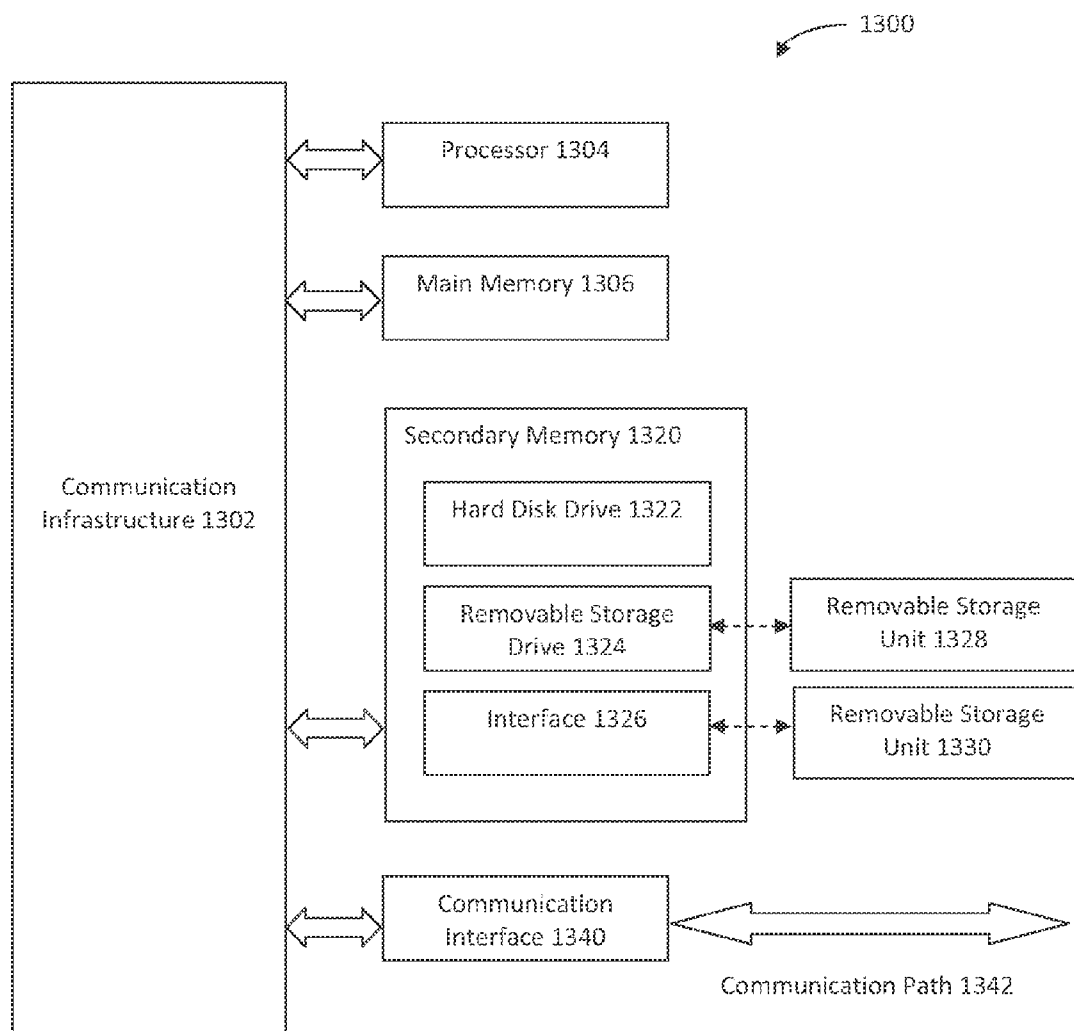 1300
Processor 1304
Main Memory 1306
Secondary Memory 1320
Communication
Infrastructure 1302
Hard Disk Drive 1322
Removable Storage
Drive 1324
Removable Storage
Unit 1328
Interface 1326
Removable Storage
Unit 1330
Communication
Interface 1340
Communication Path 1342